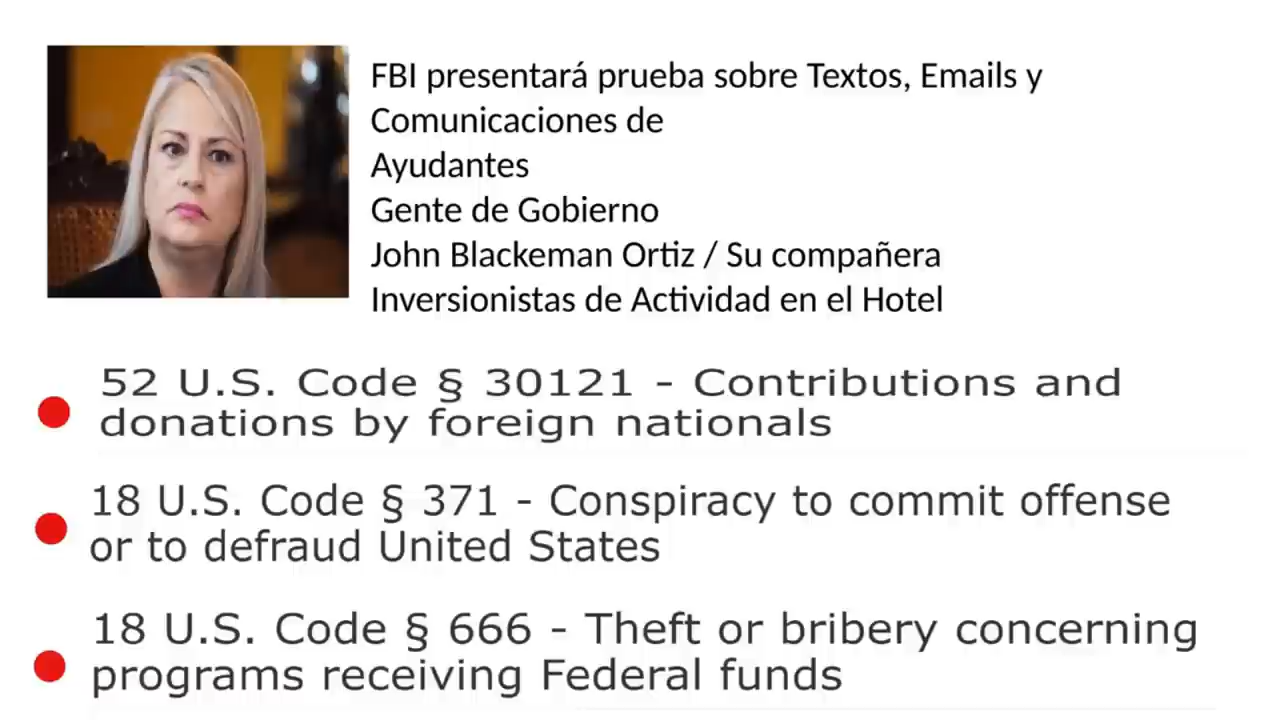 FBI presentará prueba sobre Textos, Emails y
Comunicaciones de
Ayudantes
Gente de Gobierno
John Blackeman Ortiz / Su compañera
Inversionistas de Actividad en el Hotel
52 U.S. Code § 30121 - Contributions and
donations by foreign nationals
18 U.S. Code § 371 - Conspiracy to commit offense
or to defraud United States
18 U.S. Code § 666 - Theft or bribery concerning
programs receiving Federal funds